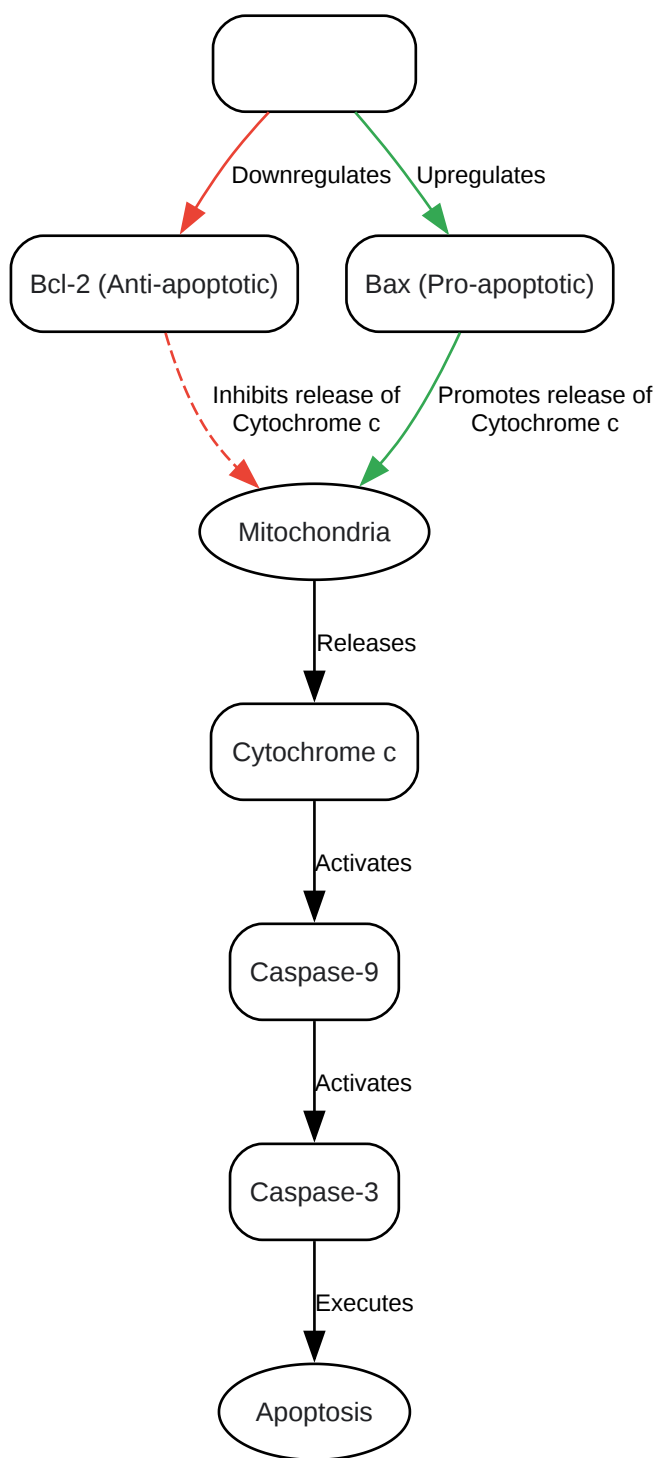 Downregulates
Upregulates
Bcl-2 (Anti-apoptotic)
Bax (Pro-apoptotic)
Inhibits release of
Cytochrome c
Promotes release of
Cytochrome c
Mitochondria
Releases
Cytochrome c
Activates
Caspase-9
Activates
Caspase-3
Executes
Apoptosis